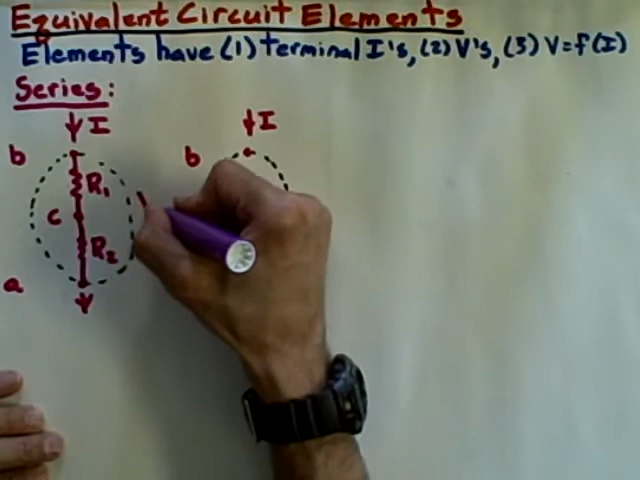 Equivalent Circuit Elements
Elements have (1) terminal I's, (2) V's, (3) V=f(I)
Series:
I I
b b
R1
c
R2
a